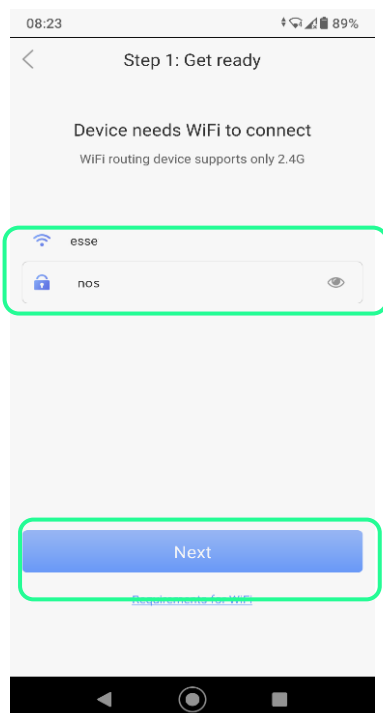 08:23 89%
Step 1: Get ready
Device needs WiFi to connect
WiFi routing device supports only 2.4G
esse
nos
Next
Requirements for WiFi